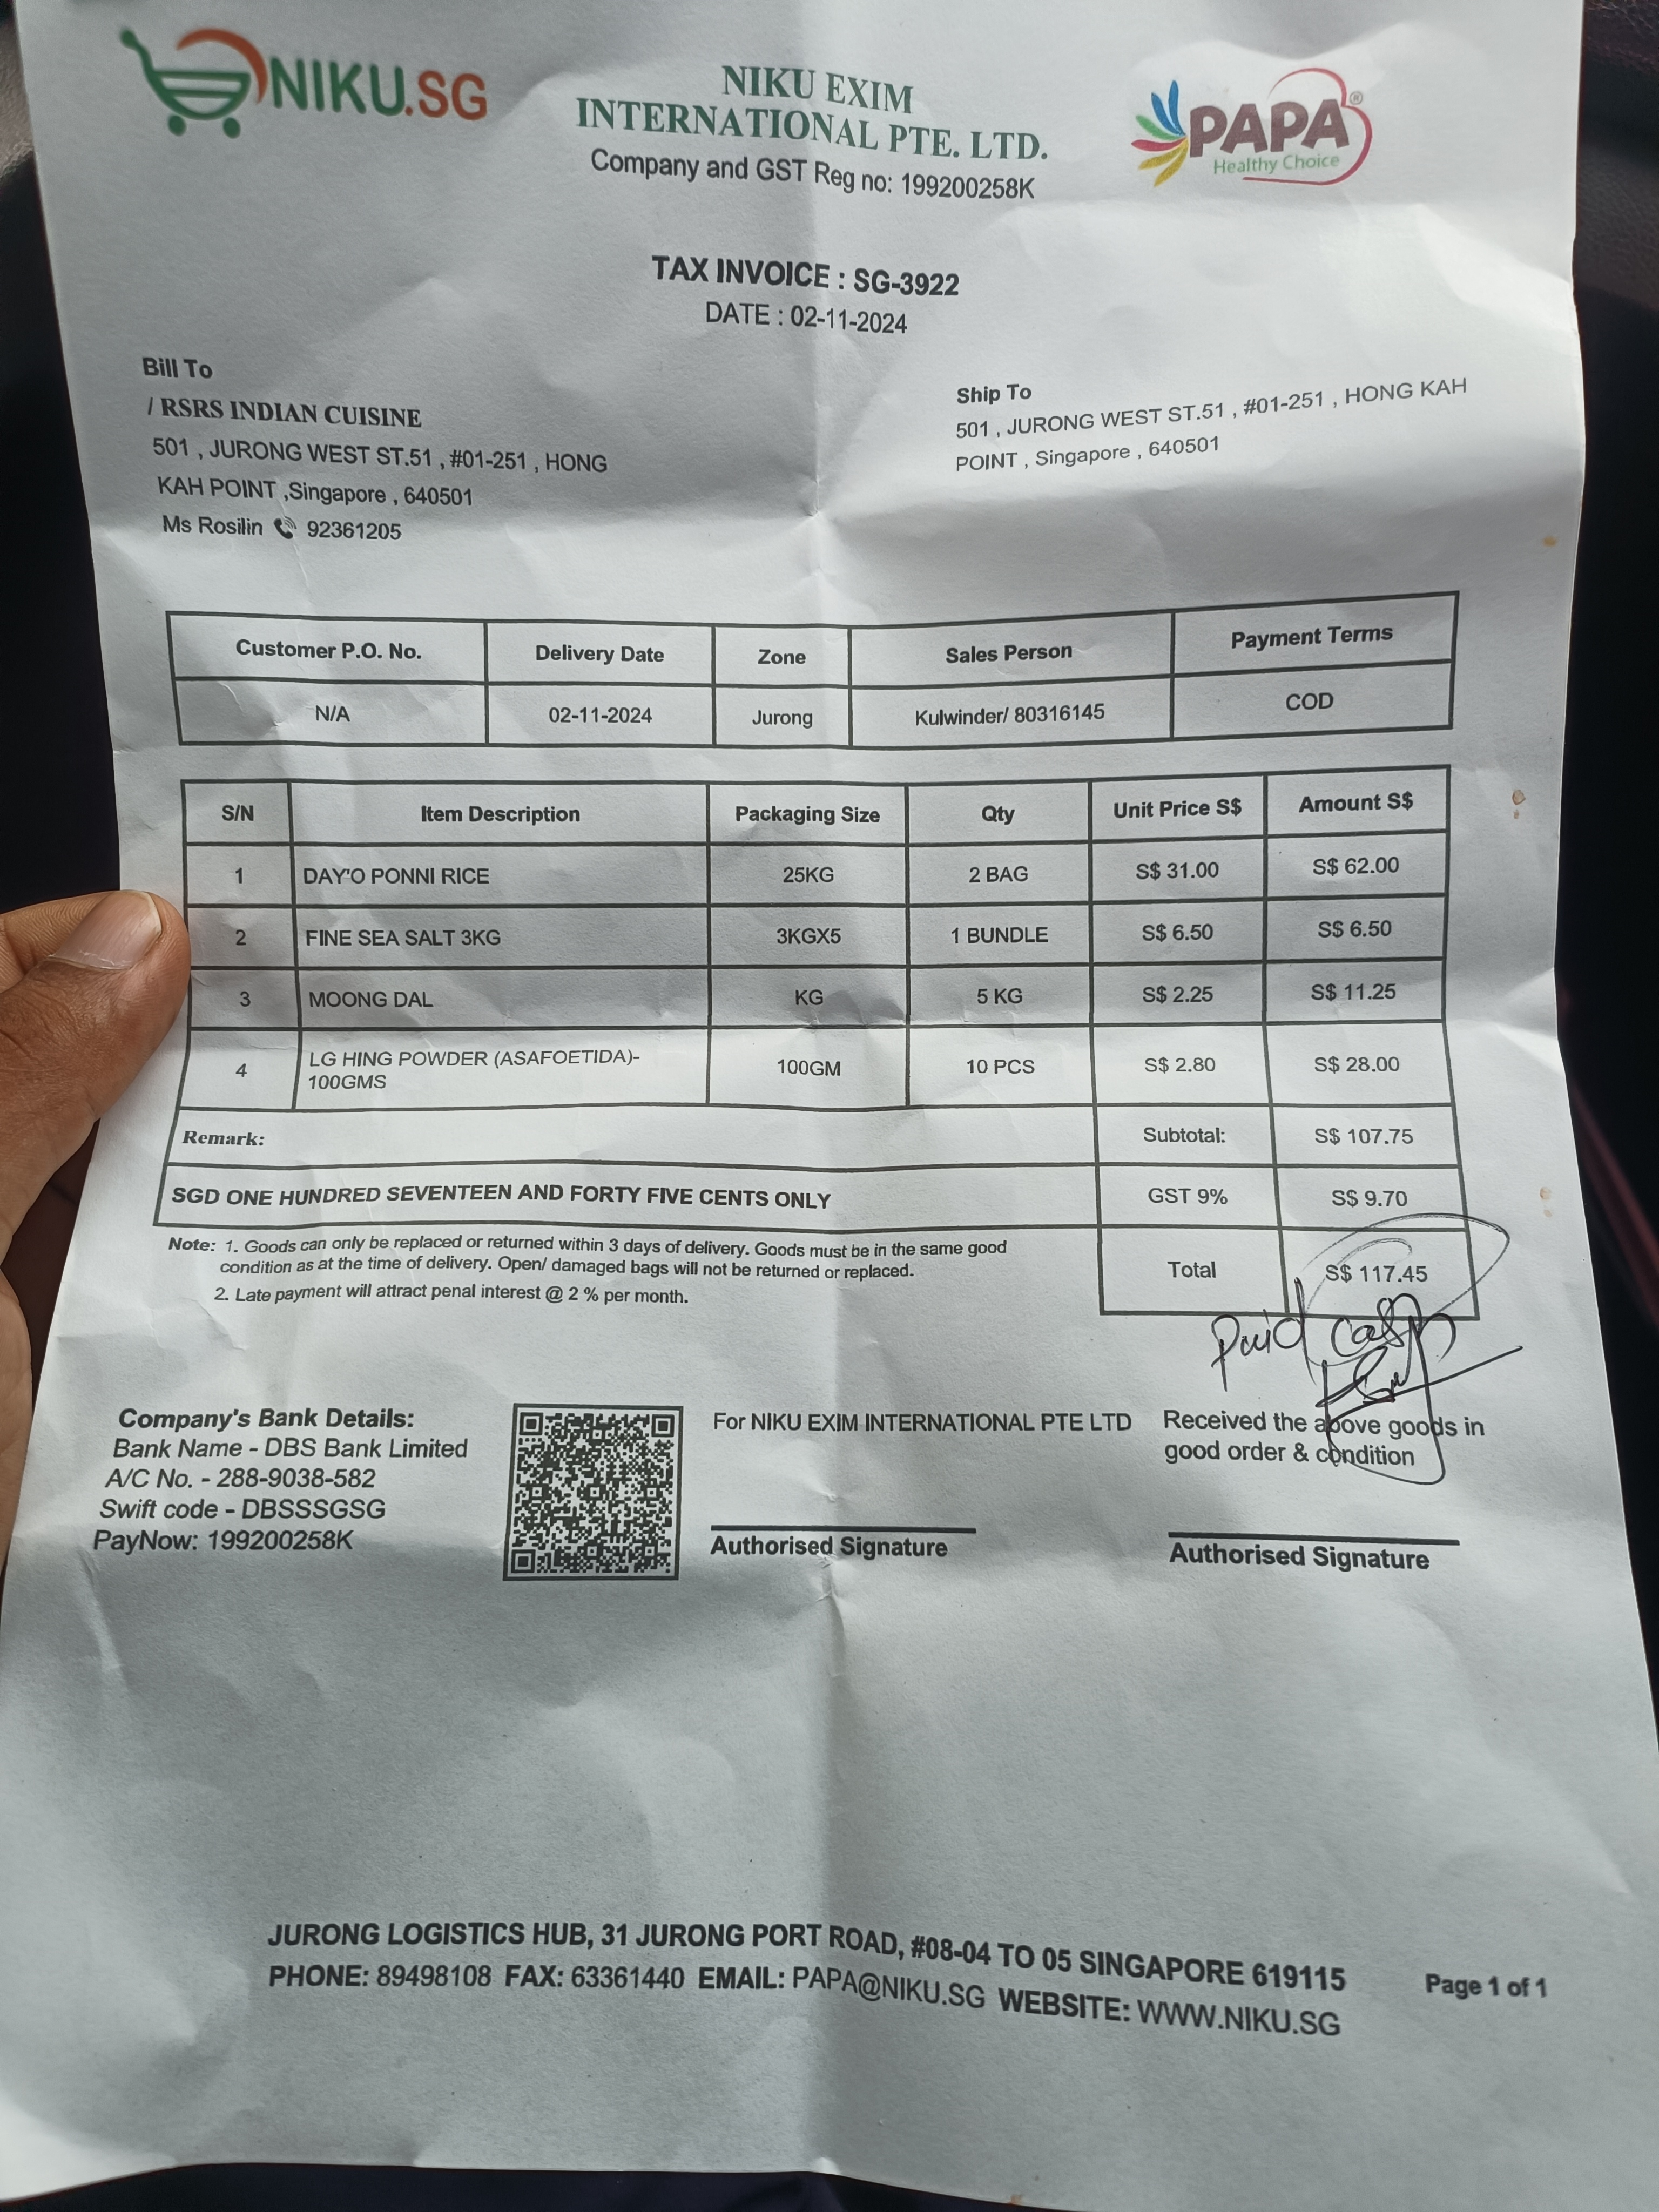 NIKU.SG
NIKU EXIM
INTERNATIONAL PTE. LTD.
Company and GST Reg no: 199200258K
PAPA®
Healthy Choice
TAX INVOICE : SG-3922
DATE : 02-11-2024
Bill To
/ RSRS INDIAN CUISINE
501 , JURONG WEST ST.51 , #01-251 , HONG
KAH POINT ,Singapore , 640501
Ms Rosilin 92361205
Ship To
501 , JURONG WEST ST.51 , #01-251 , HONG KAH
POINT , Singapore , 640501
Customer P.O. No. Delivery Date Zone Sales Person Payment Terms
N/A 02-11-2024 Jurong Kulwinder/ 80316145 COD
S/N Item Description Packaging Size Qty Unit Price S$ Amount S$
1 DAY'O PONNI RICE 25KG 2 BAG S$ 31.00 S$ 62.00
2 FINE SEA SALT 3KG 3KGX5 1 BUNDLE S$ 6.50 S$ 6.50
3 MOONG DAL KG 5 KG S$ 2.25 S$ 11.25
4 LG HING POWDER (ASAFOETIDA)-
100GMS 100GM 10 PCS S$ 2.80 S$ 28.00
Remark: Subtotal: S$ 107.75
SGD ONE HUNDRED SEVENTEEN AND FORTY FIVE CENTS ONLY GST 9% S$ 9.70
Total S$ 117.45
Note: 1. Goods can only be replaced or returned within 3 days of delivery. Goods must be in the same good
condition as at the time of delivery. Open/ damaged bags will not be returned or replaced.
2. Late payment will attract penal interest @ 2 % per month.
Paid Cash
Company's Bank Details:
Bank Name - DBS Bank Limited
A/C No. - 288-9038-582
Swift code - DBSSSGSG
PayNow: 199200258K
For NIKU EXIM INTERNATIONAL PTE LTD
Authorised Signature
Received the above goods in
good order & condition
Authorised Signature
JURONG LOGISTICS HUB, 31 JURONG PORT ROAD, #08-04 TO 05 SINGAPORE 619115
PHONE: 89498108 FAX: 63361440 EMAIL: PAPA@NIKU.SG WEBSITE: WWW.NIKU.SG
Page 1 of 1